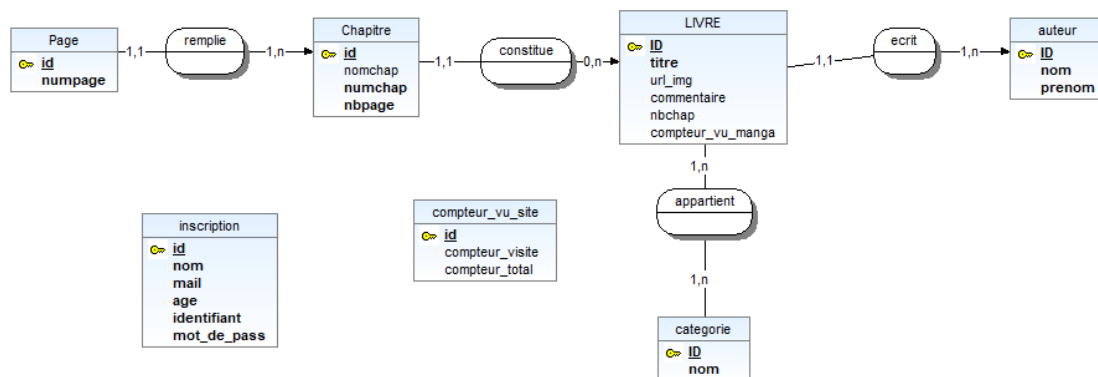 Page
id
numpage
1,1
remplie
1,n
Chapitre
id
nomchap
numchap
nbpage
1,1
constitue
0,n
LIVRE
ID
titre
url_img
commentaire
nbchap
compteur_vu_manga
1,1
ecrit
1,n
auteur
ID
nom
prenom
1,n
appartient
1,n
categorie
ID
nom
inscription
id
nom
mail
age
identifiant
mot_de_pass
compteur_vu_site
id
compteur_visite
compteur_total